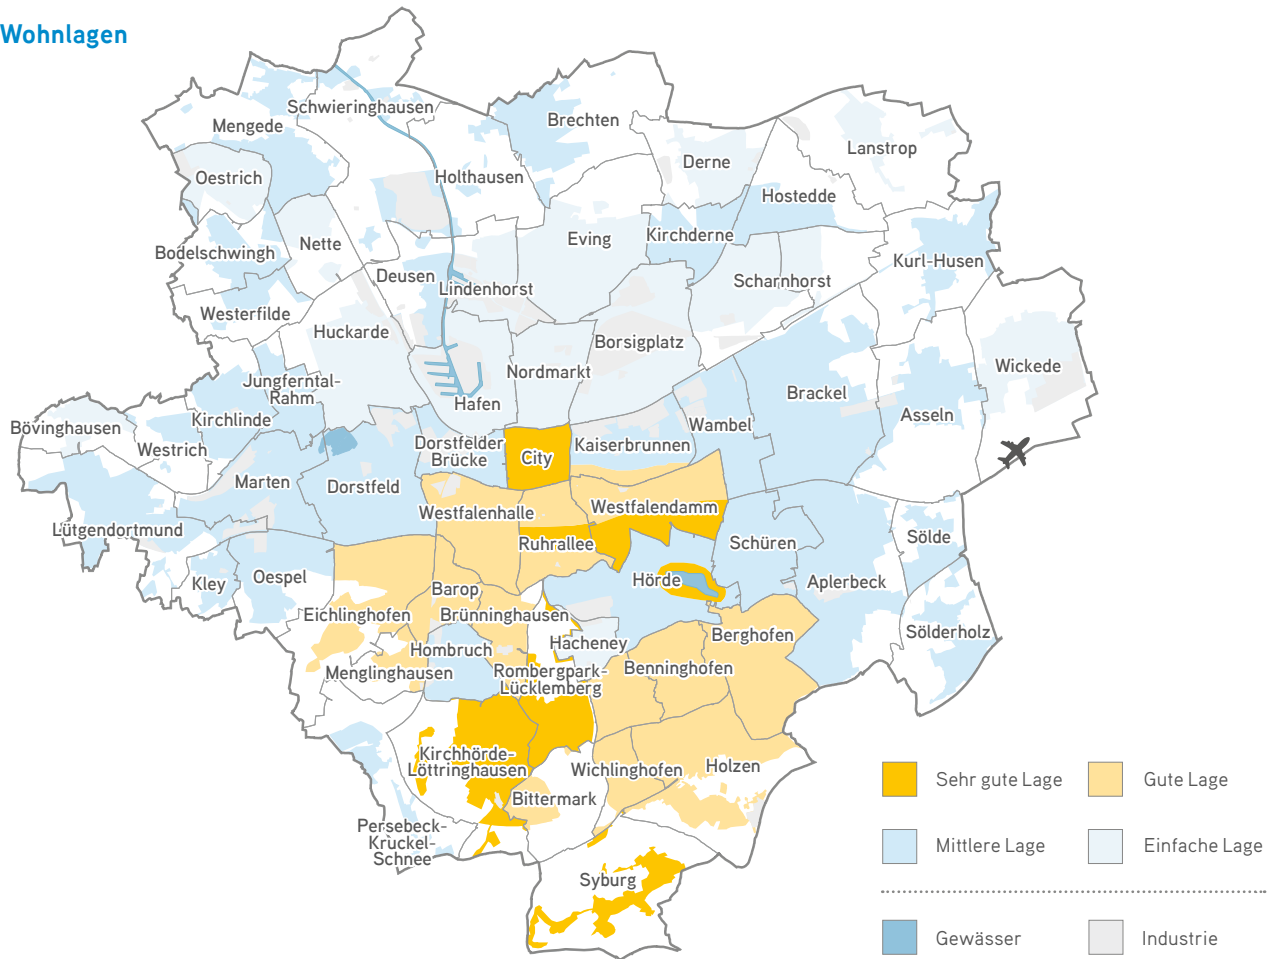 Wohnlagen
Schwieringhausen
Mengede
Brechten
Lanstrop
Derne
Oestrich
Holthausen
Hostedde
Kirchderne
Eving
Nette
Bodelschwingh
Kurl-Husen
Deusen
Lindenhorst
Scharnhorst
Westerfilde
Huckarde
Borsigplatz
Nordmarkt
Wickede
Jungferntal-
Rahm
Brackel
Hafen
Asseln
Kirchlinde
Wambel
Bövinghausen
Westrich
Dorstfelder
Brücke
Kaiserbrunnen
City
Marten
Dorstfeld
Westfalendamm
Westfalenhalle
Lütgendortmund
Ruhrallee
Schüren
Sölde
Oespel
Kley
Hörde
Aplerbeck
Barop
Eichlinghofen
Brünninghausen
Sölderholz
Berghofen
Hacheney
Hombruch
Benninghofen
Menglinghausen
Rombergpark-
Lücklemberg
Kirchhörde-
Löttringhausen
Wichlinghofen
Holzen
Bittermark
Persebeck-
Kruckel-
Schnee
Syburg
Sehr gute Lage
Gute Lage
Mittlere Lage
Einfache Lage
Gewässer
Industrie